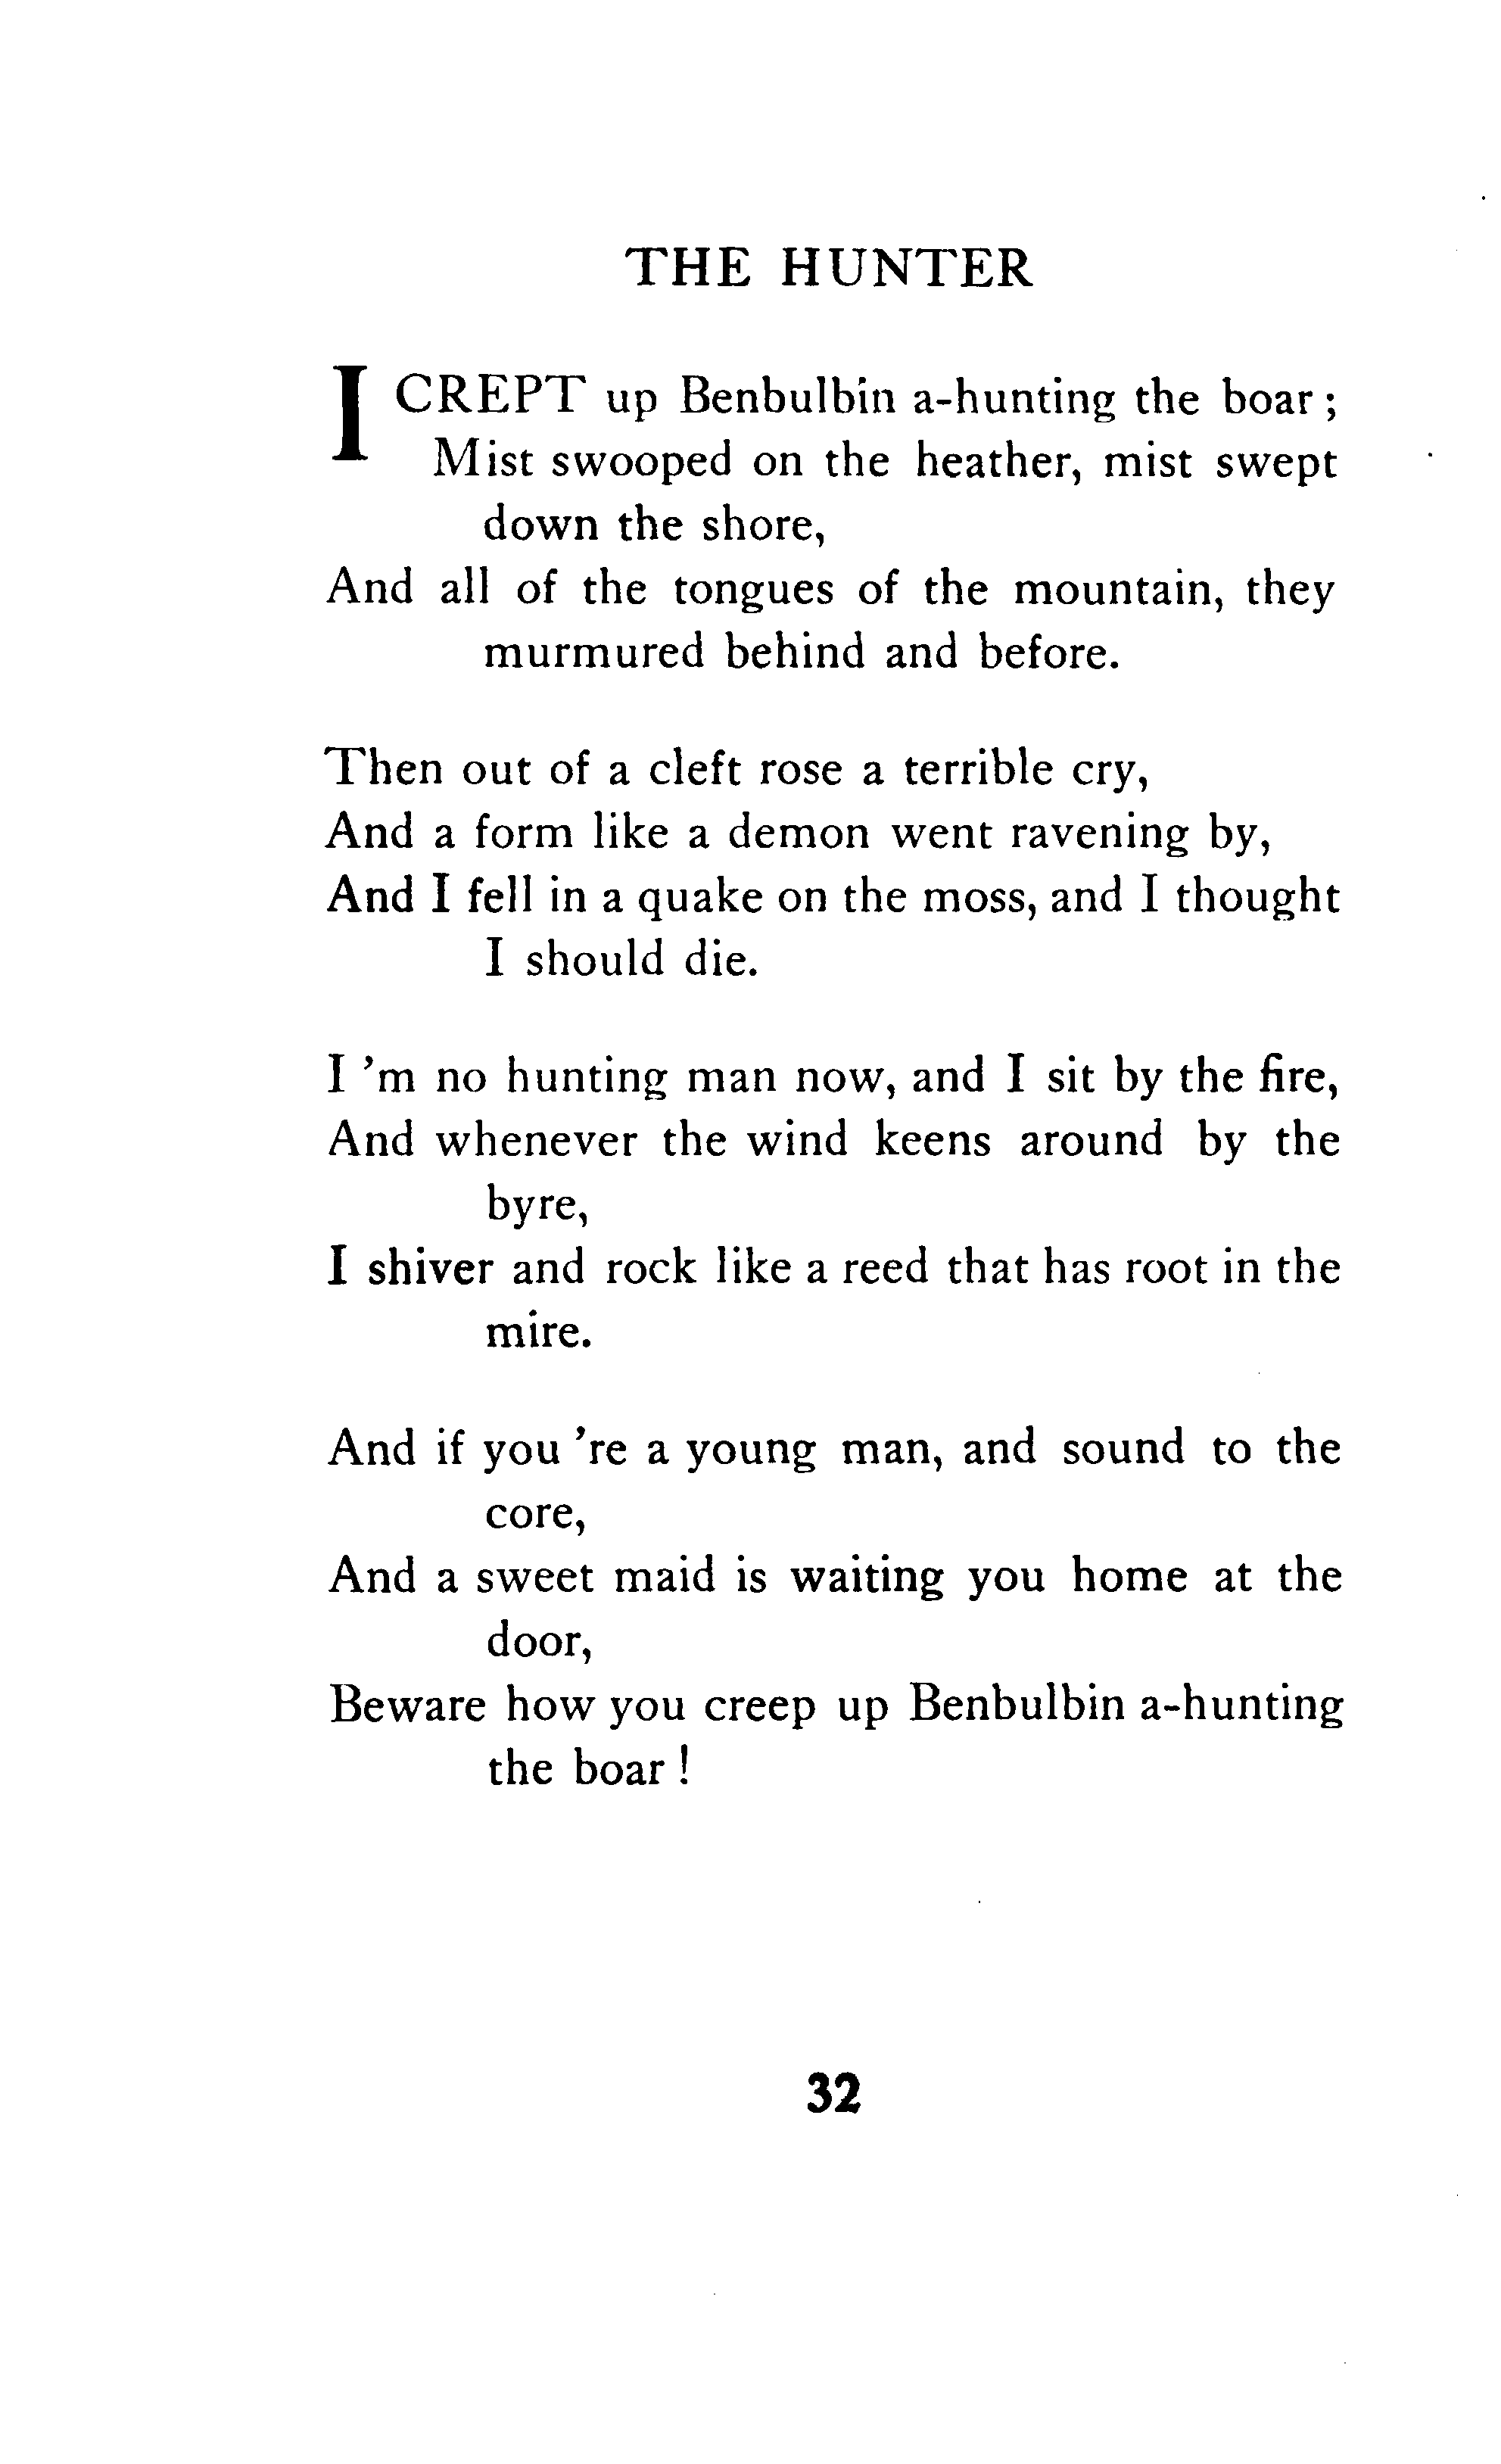 THE HUNTER
I CREPT up Benbulbin a-hunting the boar ;
Mist swooped on the heather, mist swept
down the shore,
And all of the tongues of the mountain, they
murmured behind and before.
Then out of a cleft rose a terrible cry,
And a form like a demon went ravening by,
And I fell in a quake on the moss, and I thought
I should die.
I 'm no hunting man now, and I sit by the fire,
And whenever the wind keens around by the
byre,
I shiver and rock like a reed that has root in the
mire.
And if you 're a young man, and sound to the
core,
And a sweet maid is waiting you home at the
door,
Beware how you creep up Benbulbin a-hunting
the boar !
32